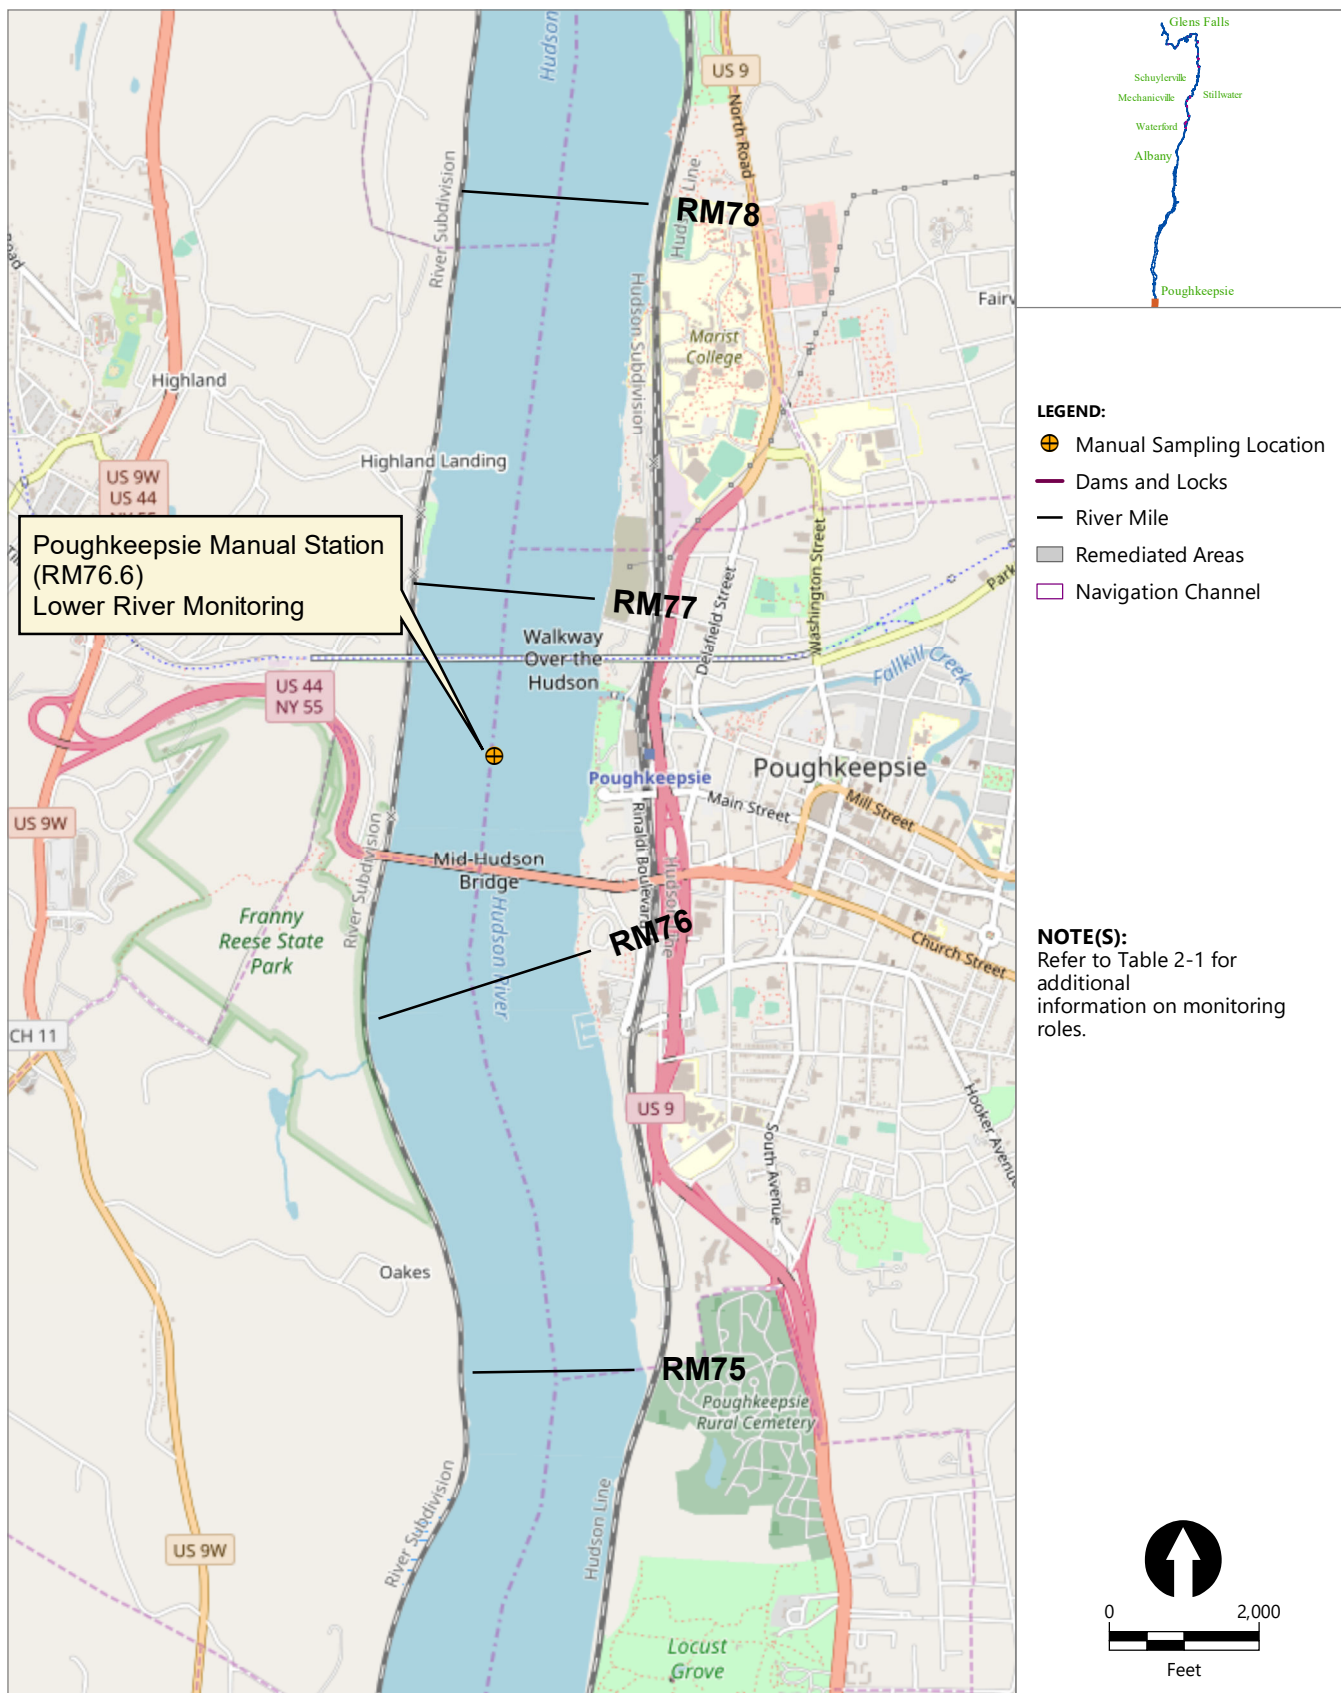 Hudson
US 9
North Road
River Subdivision
Hudson Line
RM78
Hudson Subdivision
Marist
College
Highland
Highland Landing
US 9W
US 44
Poughkeepsie Manual Station
(RM76.6)
Lower River Monitoring
RM77
Delafield Street
Washington Street
Park
Walkway
Over the
Hudson
Fallkill Creek
US 44
NY 55
Poughkeepsie
Poughkeepsie
Main Street
Mill Street
US 9W
Mid-Hudson
Bridge
Rinaldi Boulevard
River Subdivision
Hudson River
Franny
Reese State
Park
RM76
Church Street
CH 11
US 9
South Avenue
Hooker Avenue
Oakes
RM75
Poughkeepsie
Rural Cemetery
River Subdivision
Hudson Line
US 9W
Locust
Grove
Glens Falls
Schuylerville
Mechanicville
Stillwater
Waterford
Albany
Poughkeepsie
LEGEND:
Manual Sampling Location
Dams and Locks
River Mile
Remediated Areas
Navigation Channel
NOTE(S):
Refer to Table 2-1 for
additional
information on monitoring
roles.
0 2,000
Feet